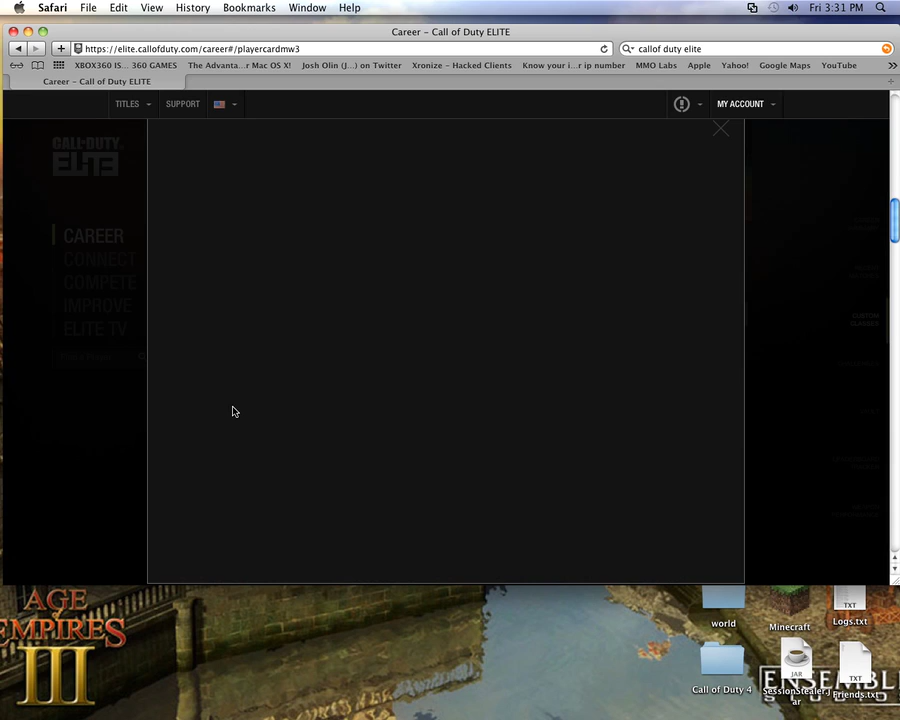 Safari File Edit View History Bookmarks Window Help Fri 3:31 PM
Career – Call of Duty ELITE
https://elite.callofduty.com/career#/playercardmw3 callof duty elite
XBOX360 IS... 360 GAMES The Advanta...r Mac OS X! Josh Olin (J...) on Twitter Xronize – Hacked Clients Know your i...r ip number MMO Labs Apple Yahoo! Google Maps YouTube
Career – Call of Duty ELITE
TITLES SUPPORT MY ACCOUNT
CALL OF DUTY
ELITE
CAREER
CONNECT
COMPETE
IMPROVE
ELITE TV
CUSTOM
CLASSES
AGE
of
EMPIRES
III
world
Minecraft
TXT
Logs.txt
Call of Duty 4
JAR
SessionStealer.j
ar
TXT
Friends.txt
ENSEMBLE